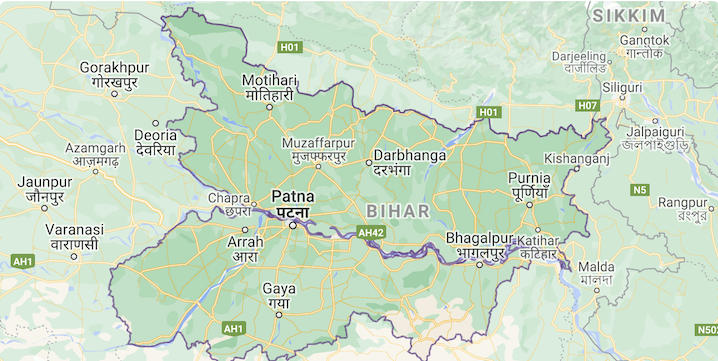 SIKKIM
Gangtok
गान्तोक
H01
Darjeeling
दार्जीलिङ
Gorakhpur
गोरखपुर
Motihari
मोतिहारी
Siliguri
H01
H07
Deoria
देवरिया
Jalpaiguri
জলপাইগুড়ি
Azamgarh
आज़मगढ़
Muzaffarpur
मुजफ्फरपुर
Darbhanga
दरभंगा
Kishanganj
Jaunpur
जौनपुर
Purnia
पूर्णियाँ
N5
Chapra
छपरा
Patna
पटना
BIHAR
Rangpur
রংপুর
Varanasi
वाराणसी
AH42
Arrah
आरा
Bhagalpur
भागलपुर
Katihar
कटिहार
AH1
Malda
মালদা
Gaya
गया
AH1
N502